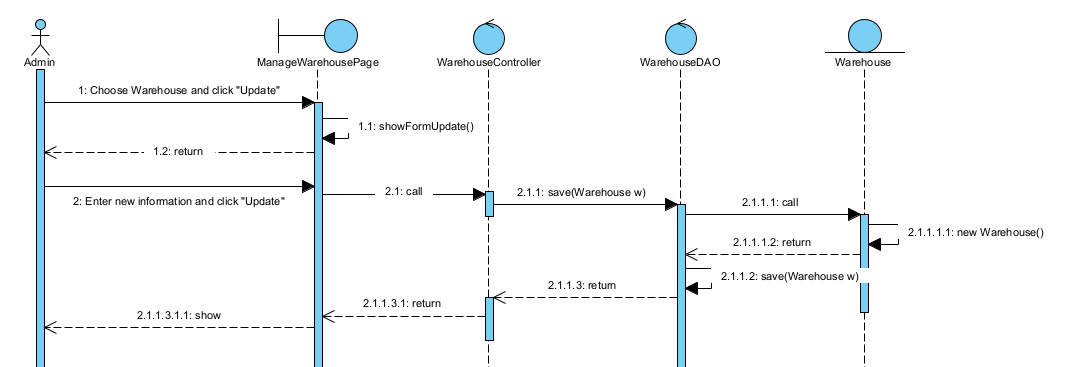 Admin
ManageWarehousePage
WarehouseController
WarehouseDAO
Warehouse
1: Choose Warehouse and click "Update"
1.1: showFormUpdate()
1.2: return
2: Enter new information and click "Update"
2.1: call
2.1.1: save(Warehouse w)
2.1.1.1: call
2.1.1.1.1: new Warehouse()
2.1.1.1.2: return
2.1.1.2: save(Warehouse w)
2.1.1.3: return
2.1.1.3.1: return
2.1.1.3.1.1: show